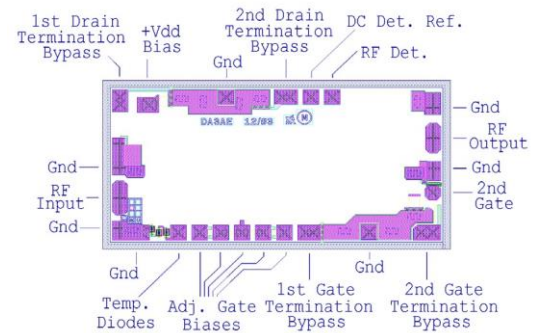 1st Drain
Termination
Bypass
+Vdd
Bias
Gnd
2nd Drain
Termination
Bypass
DC Det. Ref.
RF Det.
Gnd
RF
Output
Gnd
2nd
Gate
Gnd
RF
Input
Gnd
DA3AE 12/03
M
Gnd
Temp.
Diodes
Adj. Gate
Biases
1st Gate
Termination
Bypass
Gnd
2nd Gate
Termination
Bypass